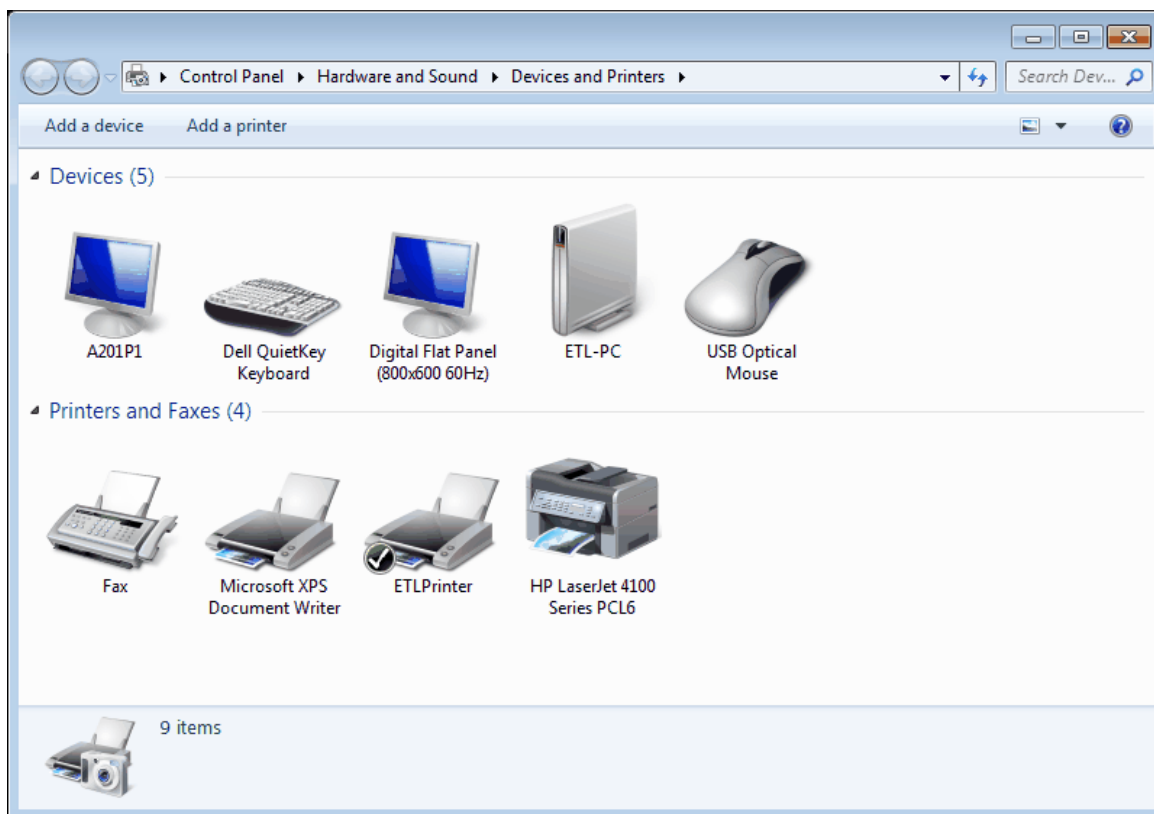 Control Panel Hardware and Sound Devices and Printers Search Dev...
Add a device Add a printer
Devices (5)
A201P1
Dell QuietKey
Keyboard
Digital Flat Panel
(800x600 60Hz)
ETL-PC
USB Optical
Mouse
Printers and Faxes (4)
Fax
Microsoft XPS
Document Writer
ETLPrinter
HP LaserJet 4100
Series PCL6
9 items